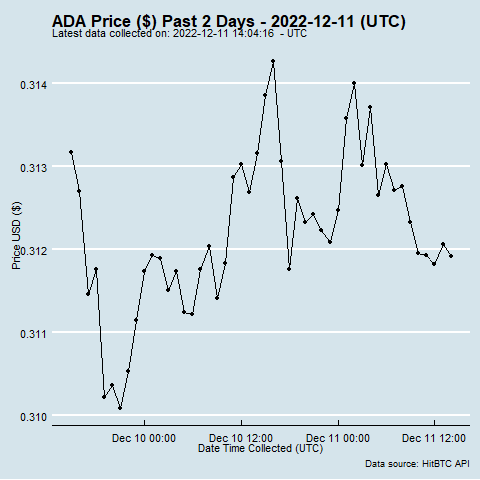 ADA Price ($) Past 2 Days - 2022-12-11 (UTC)
Latest data collected on: 2022-12-11 14:04:16 - UTC
0.314
0.313
0.312
0.311
0.310
Price USD ($)
Dec 10 00:00 Dec 10 12:00 Dec 11 00:00 Dec 11 12:00
Date Time Collected (UTC)
Data source: HitBTC API